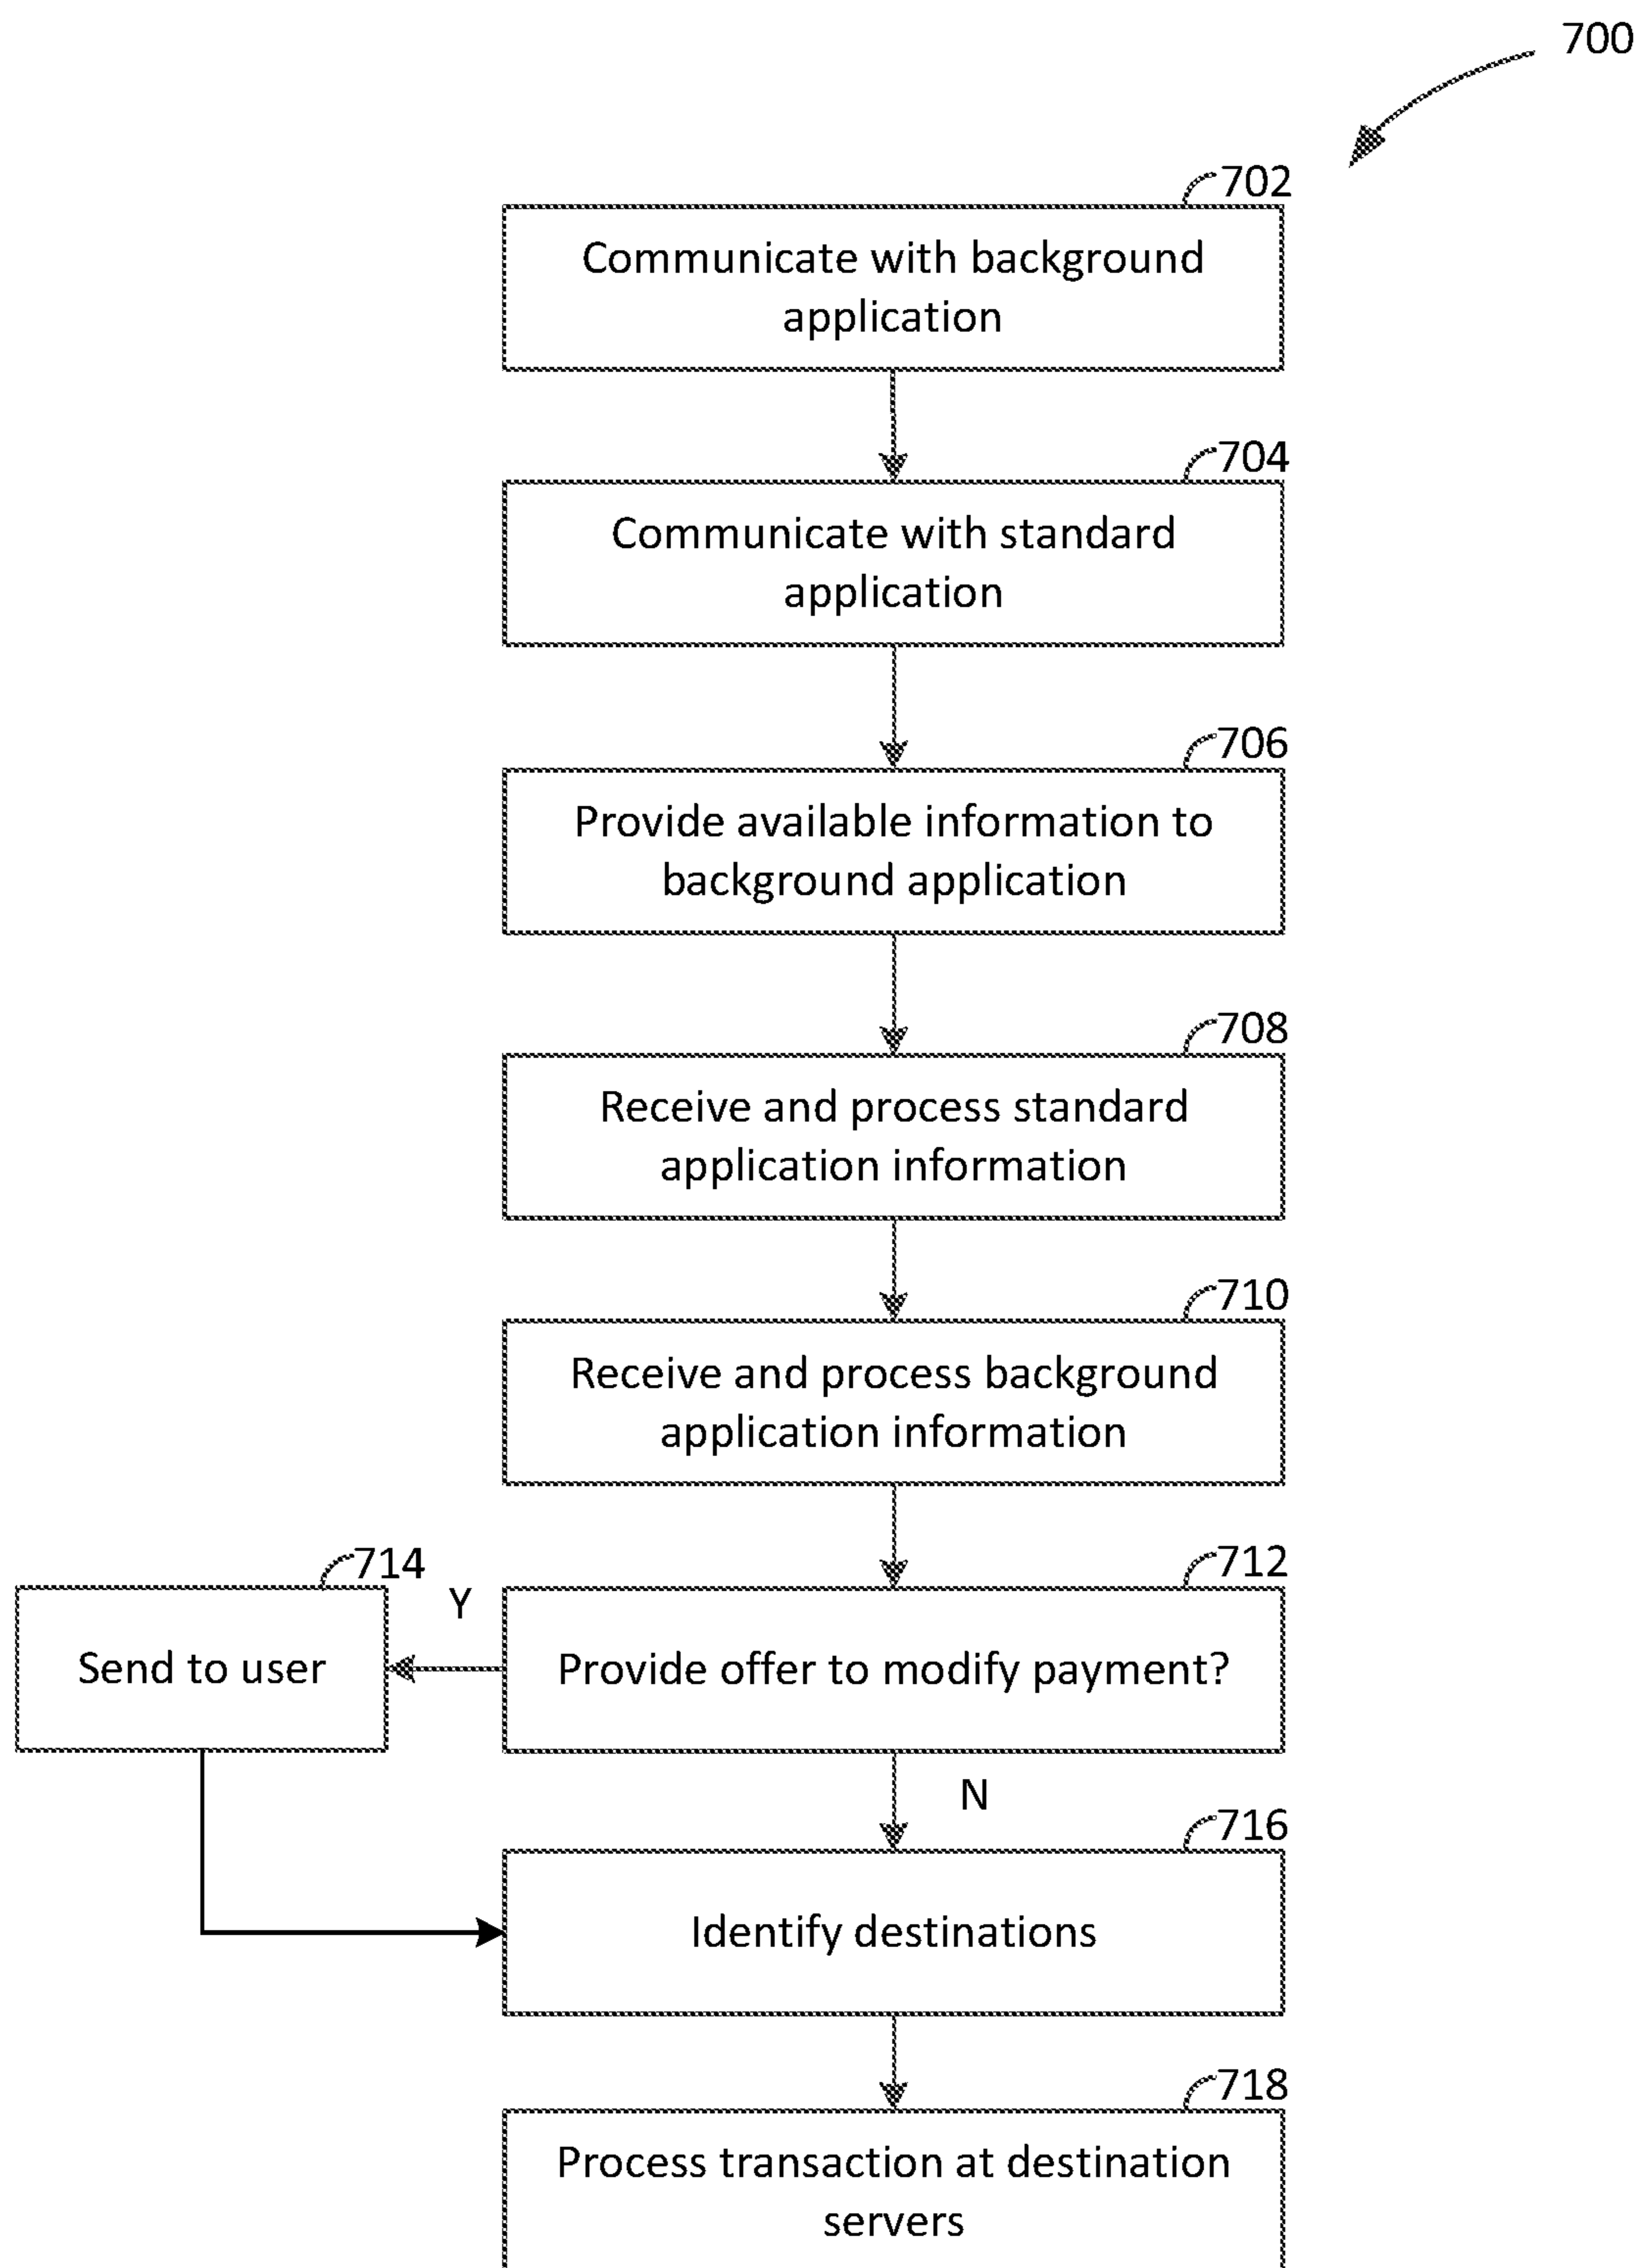 700
702
Communicate with background
application
704
Communicate with standard
application
706
Provide available information to
background application
708
Receive and process standard
application information
710
Receive and process background
application information
712
714
Y
Send to user
Provide offer to modify payment?
N
716
Identify destinations
718
Process transaction at destination
servers